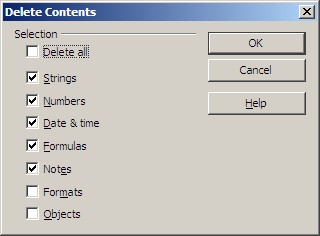 Delete Contents
Selection
Delete all
Strings
Numbers
Date & time
Formulas
Notes
Formats
Objects
OK
Cancel
Help